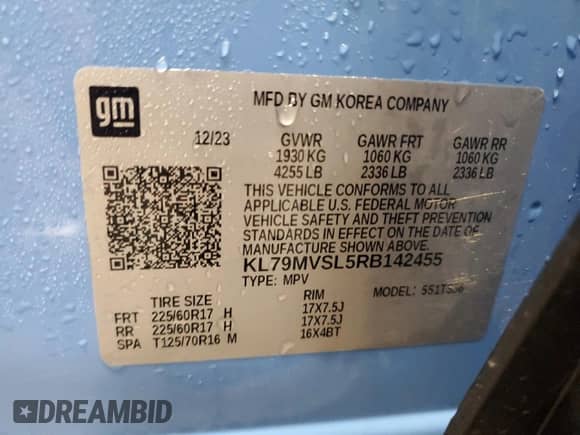 gm
MFD BY GM KOREA COMPANY
12/23 GVWR GAWR FRT GAWR RR
1930 KG 1060 KG 1060 KG
4255 LB 2336 LB 2336 LB
THIS VEHICLE CONFORMS TO ALL
APPLICABLE U.S. FEDERAL MOTOR
VEHICLE SAFETY AND THEFT PREVENTION
STANDARDS IN EFFECT ON THE DATE OF
MANUFACTURE SHOWN ABOVE.
KL79MVSL5RB142455
TYPE: MPV MODEL:
TIRE SIZE RIM
FRT 225/60R17 H 17X7.5J
RR 225/60R17 H 17X7.5J
SPA T125/70R16 M 16X4BT
DREAMBID